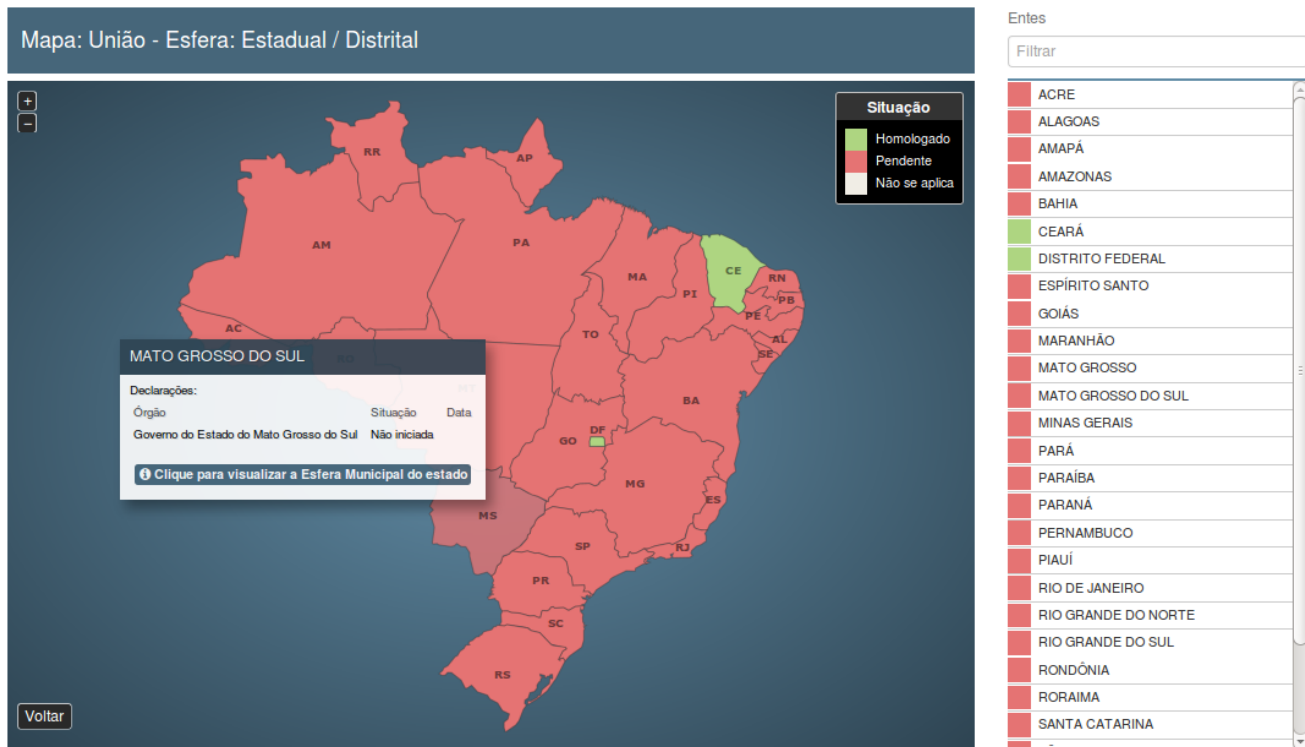 Mapa: União - Esfera: Estadual / Distrital
+
−
Situação
Homologado
Pendente
Não se aplica
RR
AP
AM
PA
MA
CE
RN
PI
PB
PE
AC
TO
AL
SE
BA
DF
GO
MG
ES
MS
SP
RJ
PR
SC
RS
MATO GROSSO DO SUL
Declarações:
Órgão Situação Data
Governo do Estado do Mato Grosso do Sul Não iniciada
Clique para visualizar a Esfera Municipal do estado
Voltar
Entes
Filtrar
ACRE
ALAGOAS
AMAPÁ
AMAZONAS
BAHIA
CEARÁ
DISTRITO FEDERAL
ESPÍRITO SANTO
GOIÁS
MARANHÃO
MATO GROSSO
MATO GROSSO DO SUL
MINAS GERAIS
PARÁ
PARAÍBA
PARANÁ
PERNAMBUCO
PIAUÍ
RIO DE JANEIRO
RIO GRANDE DO NORTE
RIO GRANDE DO SUL
RONDÔNIA
RORAIMA
SANTA CATARINA